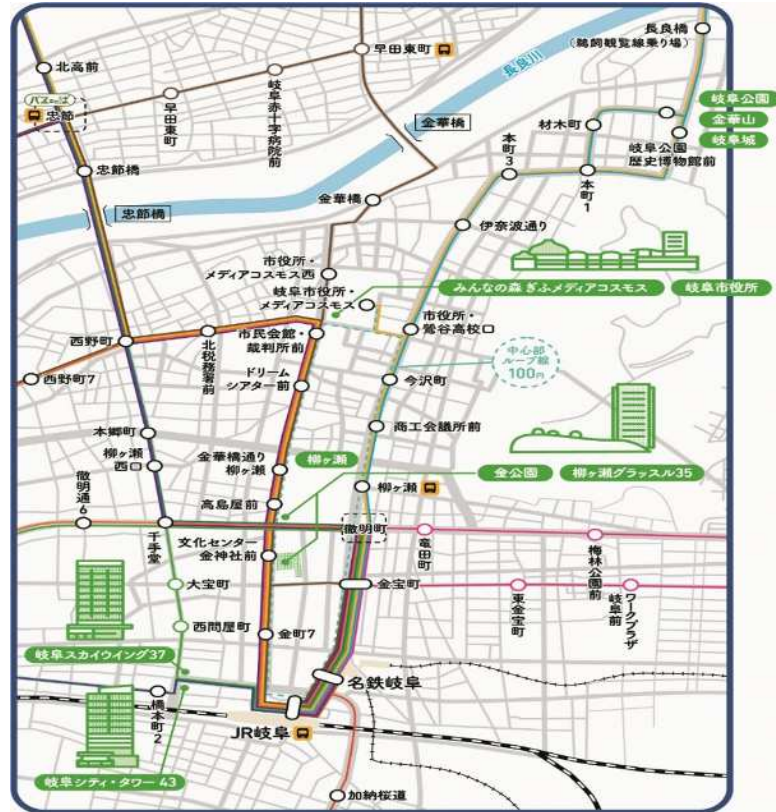 長良橋
(鵜飼観覧線乗り場)
早田東町
長良川
北高前
バスまっぷ
忠節
早田東町
岐阜赤十字病院前
金華橋
岐阜公園
金華山
岐阜城
材木町
本町3
岐阜公園
歴史博物館前
本町1
忠節橋
忠節橋
金華橋
伊奈波通り
市役所・
メディアコスモス西
岐阜市役所・
メディアコスモス
みんなの森 ぎふメディアコスモス
岐阜市役所
市役所・
鶯谷高校口
西野町
北税務署前
市民会館・
裁判所前
中心部
ループ線
100円
西野町7
ドリーム
シアター前
今沢町
本郷町
商工会議所前
柳ヶ瀬
西口
金華橋通り
柳ヶ瀬
柳ヶ瀬
金公園
柳ヶ瀬グラッスル35
徹明通6
高島屋前
柳ヶ瀬
千手堂
徹明町
竜田町
梅林公園前
文化センター
金神社前
大宝町
金宝町
東金宝町
ワークプラザ
岐阜前
西問屋町
金町7
岐阜スカイウイング37
名鉄岐阜
橋本町2
JR岐阜
岐阜シティ・タワー43
加納桜道